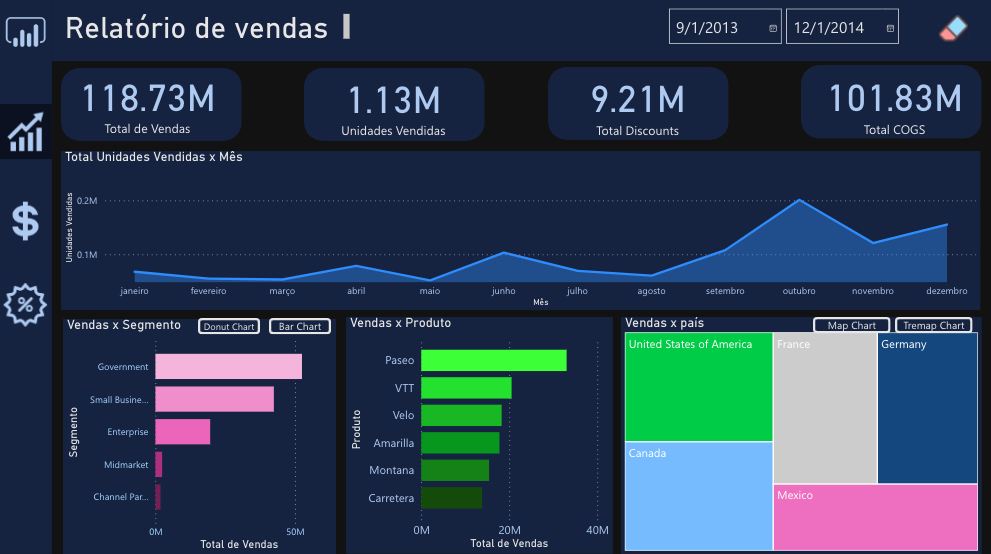 Relatório de vendas
9/1/2013
12/1/2014
118.73M
Total de Vendas
1.13M
Unidades Vendidas
9.21M
Total Discounts
101.83M
Total COGS
$
%
Total Unidades Vendidas x Mês
Unidades Vendidas
0.2M
0.1M
janeiro fevereiro março abril maio junho julho agosto setembro outubro novembro dezembro
Mês
Vendas x Segmento
Donut Chart
Bar Chart
Segmento
Government
Small Busine...
Enterprise
Midmarket
Channel Par...
0M 50M
Total de Vendas
Vendas x Produto
Produto
Paseo
VTT
Velo
Amarilla
Montana
Carretera
0M 20M 40M
Total de Vendas
Vendas x país
Map Chart
Tremap Chart
United States of America
France
Germany
Canada
Mexico